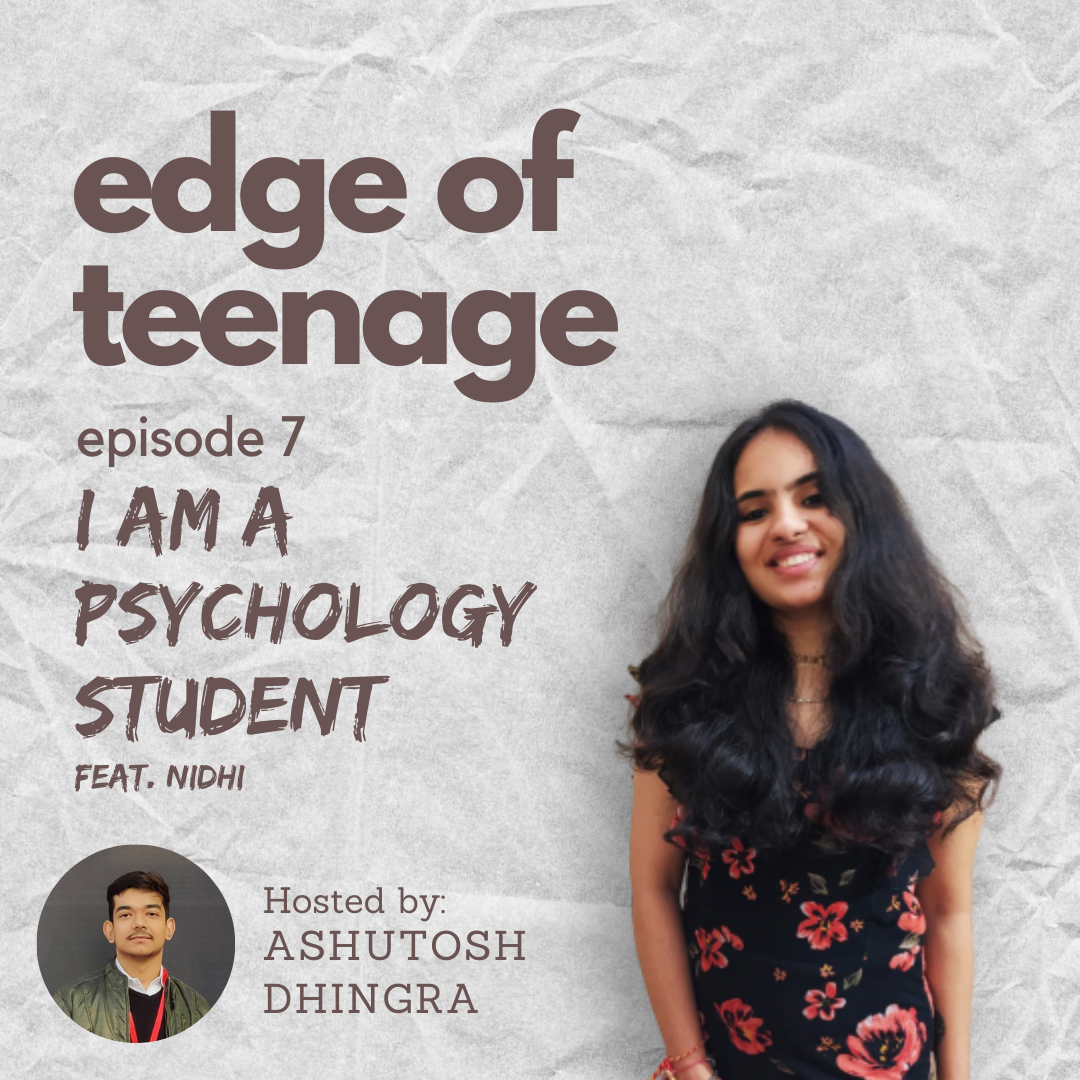 edge of
teenage
episode 7
I AM A
PSYCHOLOGY
STUDENT
FEAT. NIDHI
Hosted by:
ASHUTOSH
DHINGRA